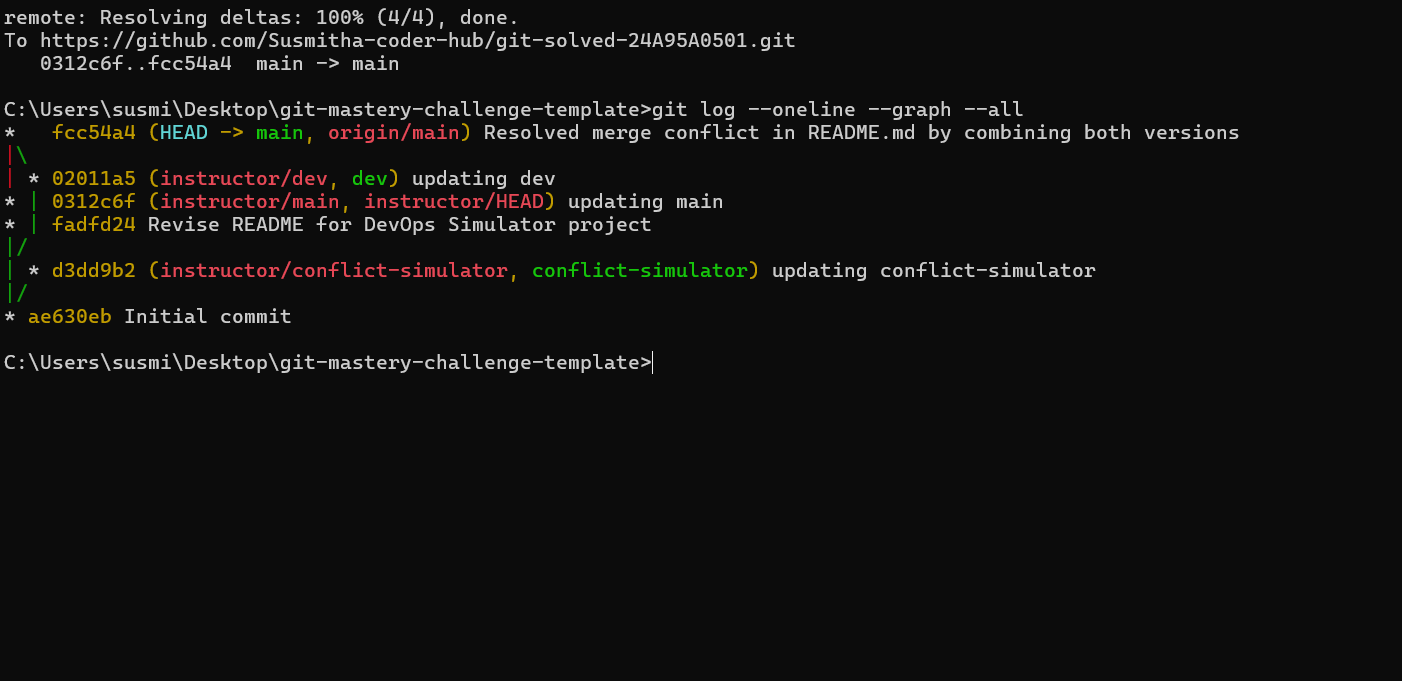 remote: Resolving deltas: 100% (4/4), done.
To https://github.com/Susmitha-coder-hub/git-solved-24A95A0501.git
   0312c6f..fcc54a4  main -> main
C:\Users\susmi\Desktop\git-mastery-challenge-template>git log --oneline --graph --all
*   fcc54a4 (HEAD -> main, origin/main) Resolved merge conflict in README.md by combining both versions
|\
| * 02011a5 (instructor/dev, dev) updating dev
* | 0312c6f (instructor/main, instructor/HEAD) updating main
* | fadfd24 Revise README for DevOps Simulator project
|/
| * d3dd9b2 (instructor/conflict-simulator, conflict-simulator) updating conflict-simulator
|/
* ae630eb Initial commit
C:\Users\susmi\Desktop\git-mastery-challenge-template>